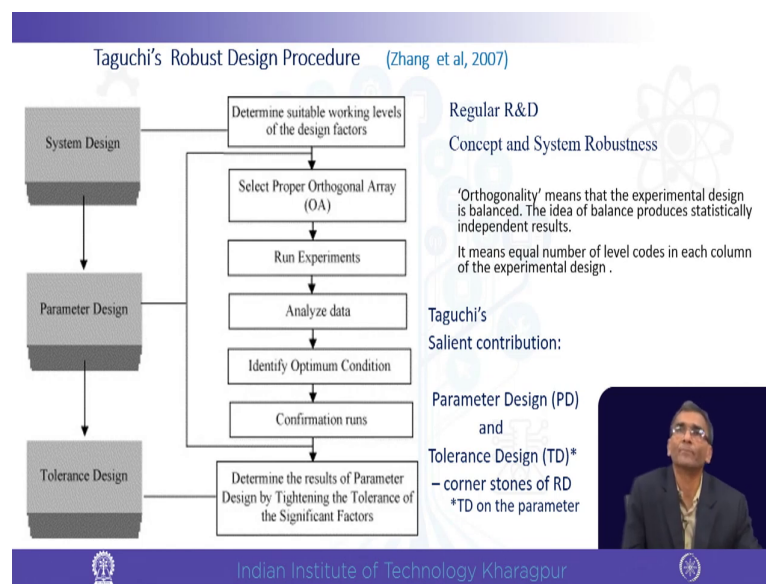 Taguchi's Robust Design Procedure (Zhang et al, 2007)
System Design
Parameter Design
Tolerance Design
Determine suitable working levels
of the design factors
Select Proper Orthogonal Array
(OA)
Run Experiments
Analyze data
Identify Optimum Condition
Confirmation runs
Determine the results of Parameter
Design by Tightening the Tolerance of
the Significant Factors
Regular R&D
Concept and System Robustness
'Orthogonality' means that the experimental design
is balanced. The idea of balance produces statistically
independent results.
It means equal number of level codes in each column
of the experimental design .
Taguchi's
Salient contribution:
Parameter Design (PD)
and
Tolerance Design (TD)*
– corner stones of RD
*TD on the parameter
Indian Institute of Technology Kharagpur